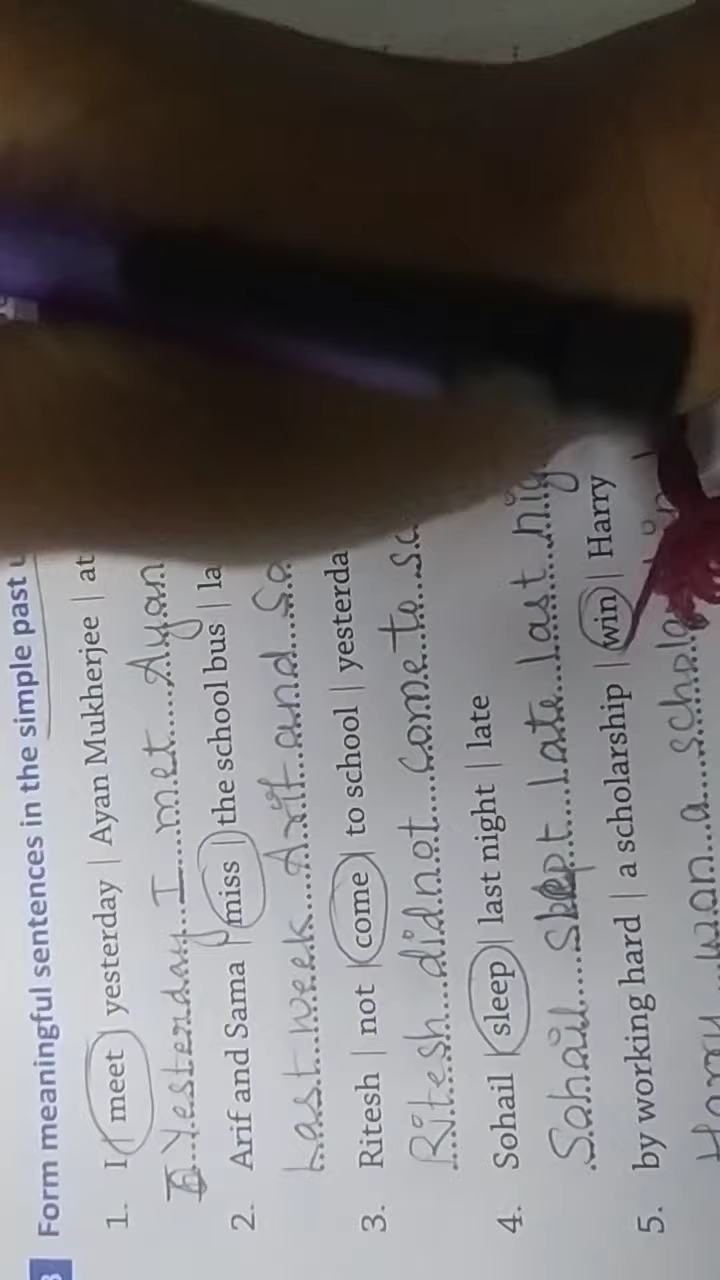 Form meaningful sentences in the simple past
1. I | meet | yesterday | Ayan Mukherjee | at
Yesterday I met Ayan
2. Arif and Sama | miss | the school bus | la
Last week Arif and Sa
3. Ritesh | not | come | to school | yesterda
Ritesh did not come to sc
4. Sohail | sleep | last night | late
Sohail slept late last nig
5. by working hard | a scholarship | win | Harry
won a schola